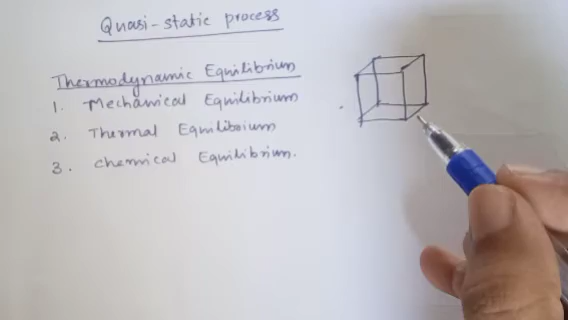 Quasi-static process
Thermodynamic Equilibrium
1. Mechanical Equilibrium
2. Thermal Equilibrium
3. chemical Equilibrium.